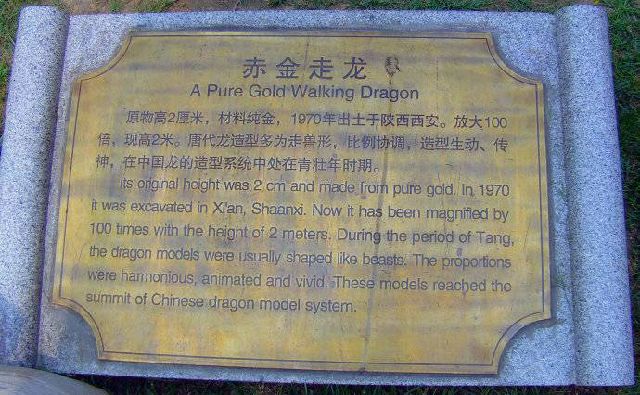 赤金走龙
A Pure Gold Walking Dragon
原物高2厘米，材料纯金，1970年出土于陕西西安。放大100
倍，现高2米。唐代龙造型多为走兽形，比例协调，造型生动、传
神，在中国龙的造型系统中处在青壮年时期。
Its original height was 2 cm and made from pure gold. In 1970
it was excavated in Xi'an, Shaanxi. Now it has been magnified by
100 times with the height of 2 meters. During the period of Tang,
the dragon models were usually shaped like beasts. The proportions
were harmonious, animated and vivid. These models reached the
summit of Chinese dragon model system.